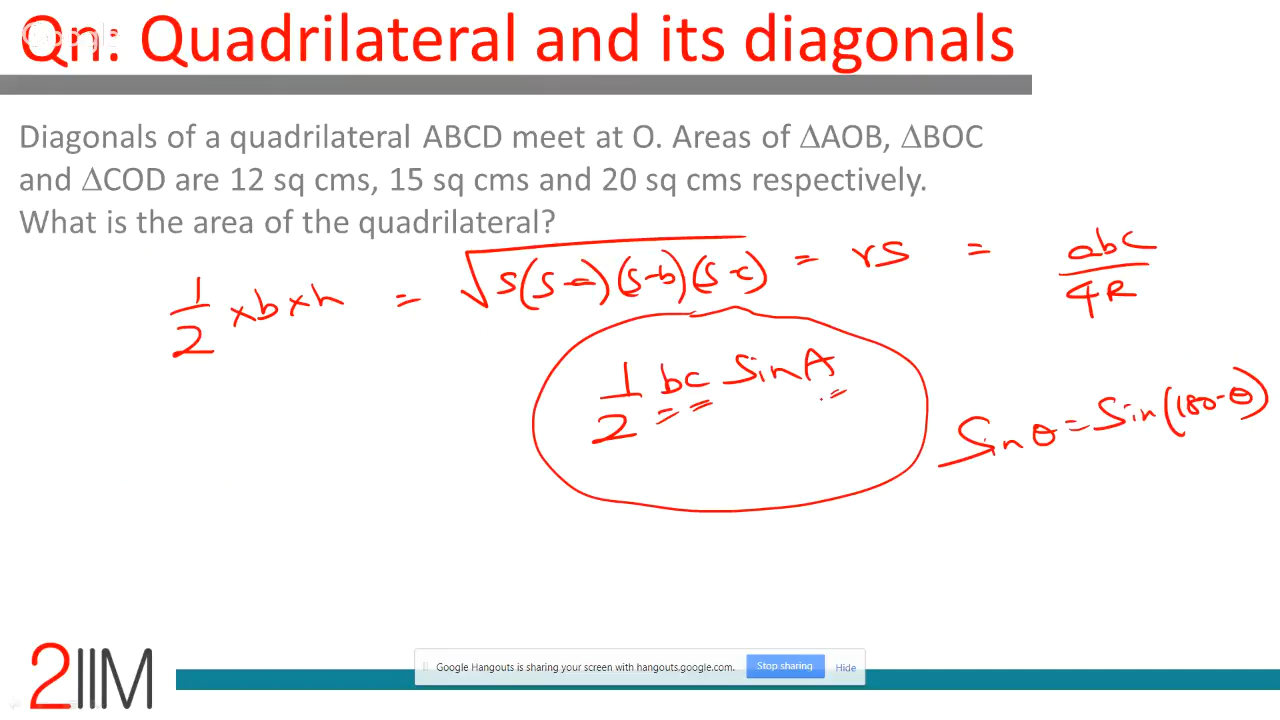 Qn: Quadrilateral and its diagonals
Google
Diagonals of a quadrilateral ABCD meet at O. Areas of ΔAOB, ΔBOC
and ΔCOD are 12 sq cms, 15 sq cms and 20 sq cms respectively.
What is the area of the quadrilateral?
1/2 × b × h = √s(s-a)(s-b)(s-c) = rs = abc/4R
1/2 bc SinA
Sin θ = Sin(180-θ)
2IIM
Google Hangouts is sharing your screen with hangouts.google.com. Stop sharing Hide